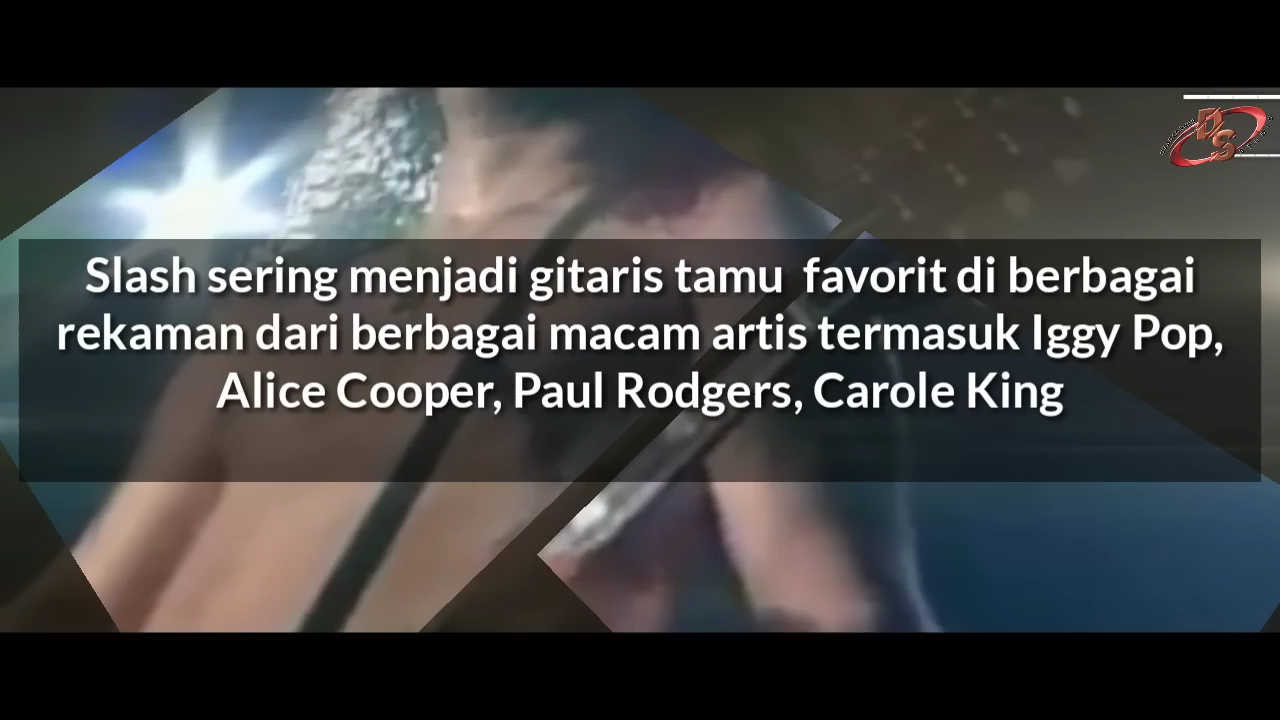 DS
Slash sering menjadi gitaris tamu  favorit di berbagai
rekaman dari berbagai macam artis termasuk Iggy Pop,
Alice Cooper, Paul Rodgers, Carole King